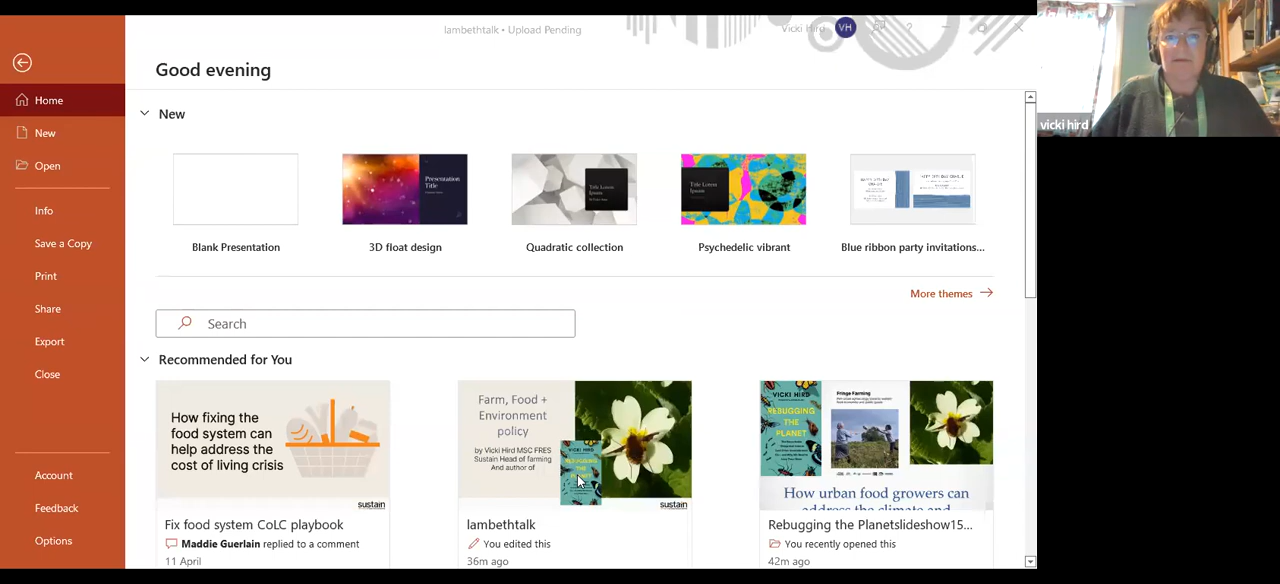 lambethtalk • Upload Pending
Vicki Hird
VH
?
Good evening
Home
New
Open
Info
Save a Copy
Print
Share
Export
Close
Account
Feedback
Options
New
Presentation
Title
Title Lorem
Ipsum
Title Lorem
Ipsum
Blank Presentation
3D float design
Quadratic collection
Psychedelic vibrant
Blue ribbon party invitations...
More themes
Search
Recommended for You
How fixing the
food system can
help address the
cost of living crisis
sustain
Fix food system CoLC playbook
Maddie Guerlain replied to a comment
11 April
Farm, Food +
Environment
policy
by Vicki Hird MSC FRES
Sustain Head of farming
And author of
sustain
lambethtalk
You edited this
36m ago
VICKI HIRD
REBUGGING
THE
PLANET
Fringe Farming
How urban food growers can
address the climate and
Rebugging the Planetslideshow15...
You recently opened this
42m ago
vicki hird